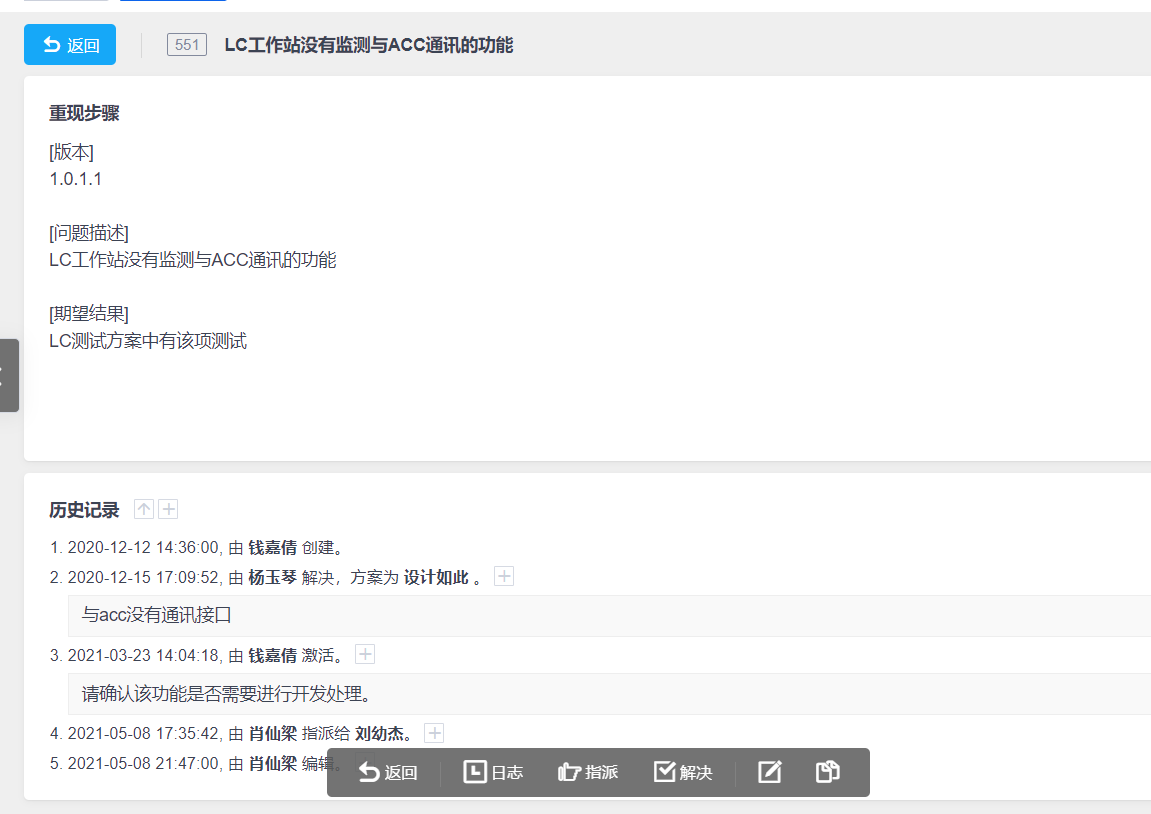 返回
551 LC工作站没有监测与ACC通讯的功能
重现步骤
[版本]
1.0.1.1
[问题描述]
LC工作站没有监测与ACC通讯的功能
[期望结果]
LC测试方案中有该项测试
历史记录
1. 2020-12-12 14:36:00, 由 钱嘉倩 创建。
2. 2020-12-15 17:09:52, 由 杨玉琴 解决，方案为 设计如此 。
与acc没有通讯接口
3. 2021-03-23 14:04:18, 由 钱嘉倩 激活。
请确认该功能是否需要进行开发处理。
4. 2021-05-08 17:35:42, 由 肖仙梁 指派给 刘幼杰。
5. 2021-05-08 21:47:00, 由 肖仙梁 编辑。
返回 日志 指派 解决